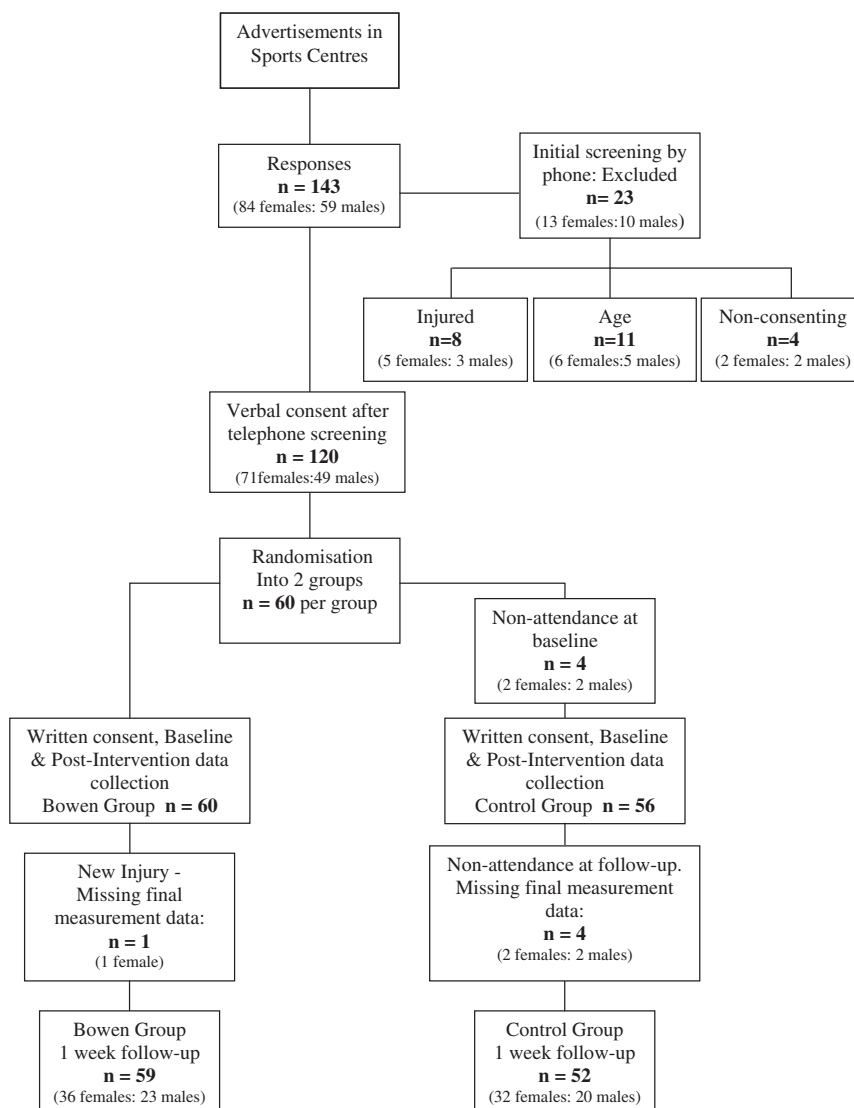 Advertisements in
Sports Centres
Responses
n = 143
(84 females: 59 males)
Initial screening by
phone: Excluded
n= 23
(13 females:10 males)
Injured
n=8
(5 females: 3 males)
Age
n=11
(6 females:5 males)
Non-consenting
n=4
(2 females: 2 males)
Verbal consent after
telephone screening
n = 120
(71females:49 males)
Randomisation
Into 2 groups
n = 60 per group
Non-attendance at
baseline
n = 4
(2 females: 2 males)
Written consent, Baseline
& Post-Intervention data
collection
Bowen Group n = 60
Written consent, Baseline
& Post-Intervention data
collection
Control Group n = 56
New Injury -
Missing final
measurement data:
n = 1
(1 female)
Non-attendance at follow-up.
Missing final measurement
data:
n = 4
(2 females: 2 males)
Bowen Group
1 week follow-up
n = 59
(36 females: 23 males)
Control Group
1 week follow-up
n = 52
(32 females: 20 males)